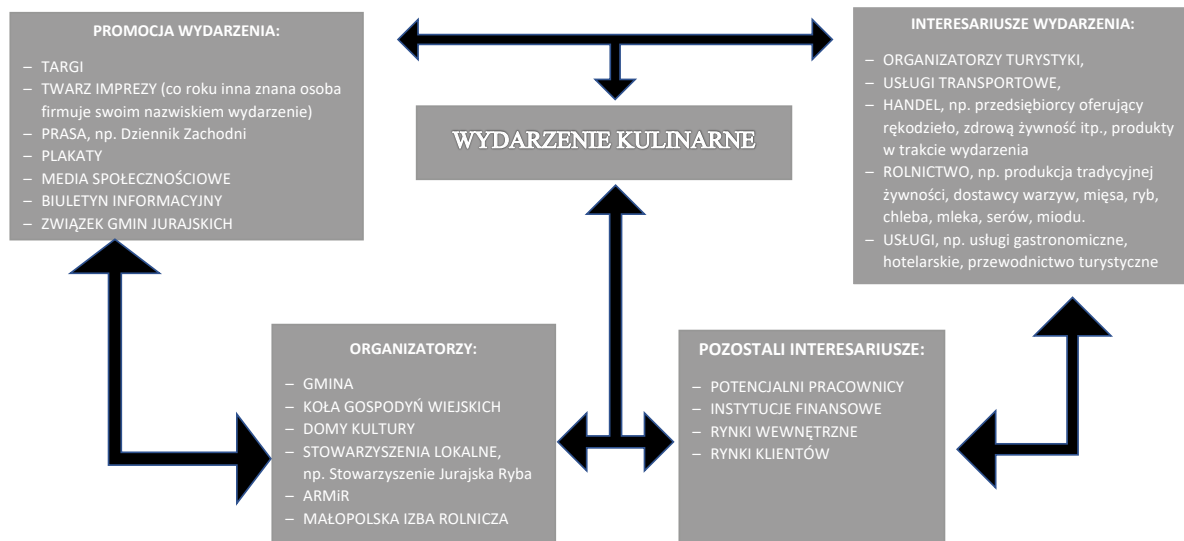 PROMOCJA WYDARZENIA:
– TARGI
– TWARZ IMPREZY (co roku inna znana osoba
firmuje swoim nazwiskiem wydarzenie)
– PRASA, np. Dziennik Zachodni
– PLAKATY
– MEDIA SPOŁECZNOŚCIOWE
– BIULETYN INFORMACYJNY
– ZWIĄZEK GMIN JURAJSKICH
WYDARZENIE KULINARNE
INTERESARIUSZE WYDARZENIA:
– ORGANIZATORZY TURYSTYKI,
– USŁUGI TRANSPORTOWE,
– HANDEL, np. przedsiębiorcy oferujący
rękodzieło, zdrową żywność itp., produkty
w trakcie wydarzenia
– ROLNICTWO, np. produkcja tradycyjnej
żywności, dostawcy warzyw, mięsa, ryb,
chleba, mleka, serów, miodu.
– USŁUGI, np. usługi gastronomiczne,
hotelarskie, przewodnictwo turystyczne
ORGANIZATORZY:
– GMINA
– KOŁA GOSPODYŃ WIEJSKICH
– DOMY KULTURY
– STOWARZYSZENIA LOKALNE,
np. Stowarzyszenie Jurajska Ryba
– ARMiR
– MAŁOPOLSKA IZBA ROLNICZA
POZOSTALI INTERESARIUSZE:
– POTENCJALNI PRACOWNICY
– INSTYTUCJE FINANSOWE
– RYNKI WEWNĘTRZNE
– RYNKI KLIENTÓW